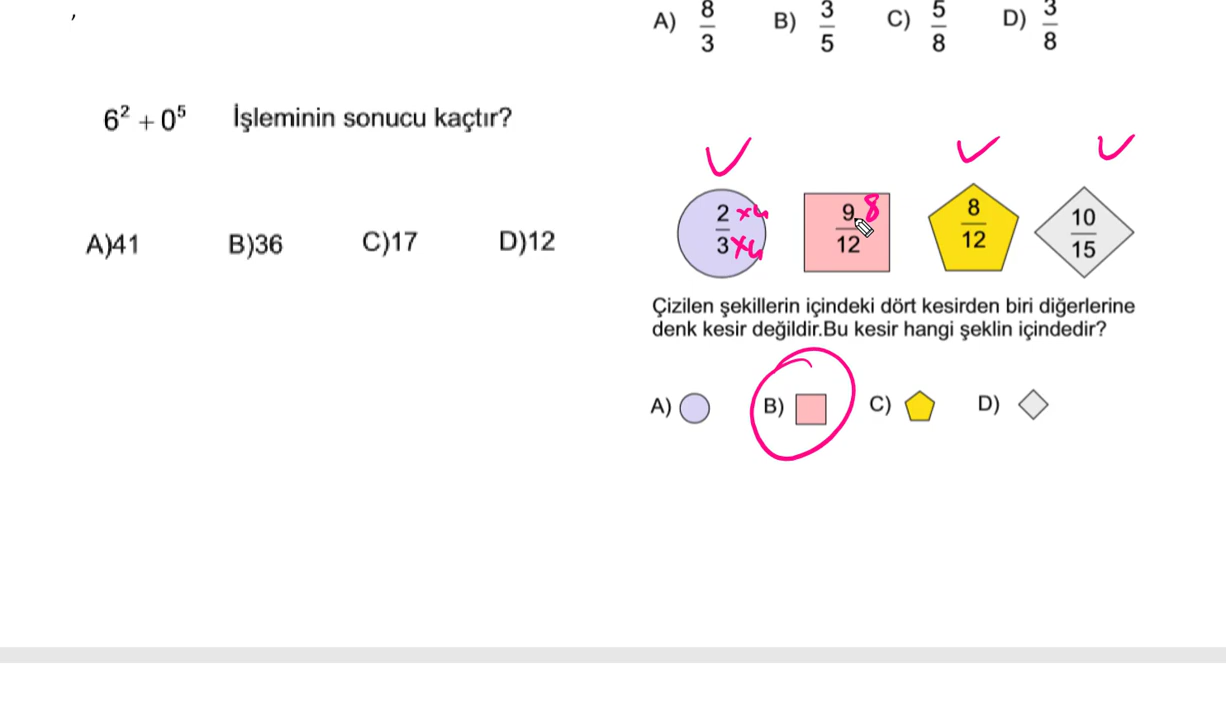 ,
6² + 0⁵ İşleminin sonucu kaçtır?
A)41 B)36 C)17 D)12
A) 8/3 B) 3/5 C) 5/8 D) 3/8
2/3 ×4 ×4 9/12 8 8/12 10/15
Çizilen şekillerin içindeki dört kesirden biri diğerlerine
denk kesir değildir.Bu kesir hangi şeklin içindedir?
A) B) C) D)